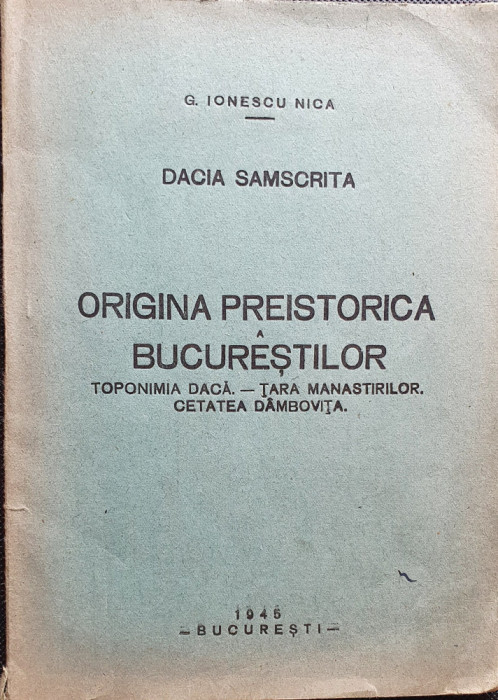 G. IONESCU NICA
DACIA SAMSCRITA
ORIGINA PREISTORICA
A
BUCUREȘTILOR
TOPONIMIA DACĂ. — ȚARA MANASTIRILOR.
CETATEA DÂMBOVIȚA.
1945
— BUCUREȘTI —